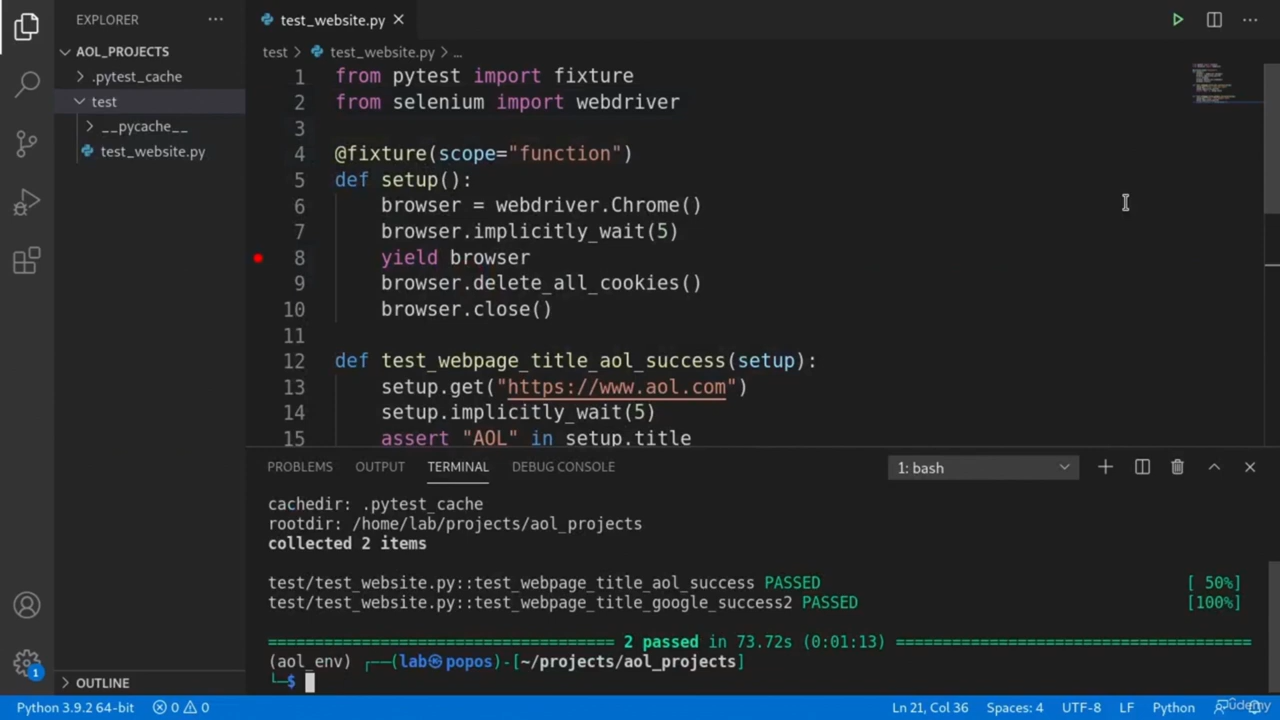 EXPLORER
···
test_website.py ×
···
AOL_PROJECTS
.pytest_cache
test
__pycache__
test_website.py
OUTLINE
test > test_website.py > ...
1 from pytest import fixture
2 from selenium import webdriver
3
4 @fixture(scope="function")
5 def setup():
6 browser = webdriver.Chrome()
7 browser.implicitly_wait(5)
8 yield browser
9 browser.delete_all_cookies()
10 browser.close()
11
12 def test_webpage_title_aol_success(setup):
13 setup.get("https://www.aol.com")
14 setup.implicitly_wait(5)
15 assert "AOL" in setup.title
PROBLEMS OUTPUT TERMINAL DEBUG CONSOLE 1: bash
cachedir: .pytest_cache
rootdir: /home/lab/projects/aol_projects
collected 2 items
test/test_website.py::test_webpage_title_aol_success PASSED [ 50%]
test/test_website.py::test_webpage_title_google_success2 PASSED [100%]
===================================== 2 passed in 73.72s (0:01:13) ======================================
(aol_env) ┌──(lab㉿popos)-[~/projects/aol_projects]
└─$
1
Python 3.9.2 64-bit 0 0 Ln 21, Col 36 Spaces: 4 UTF-8 LF Python
Udemy